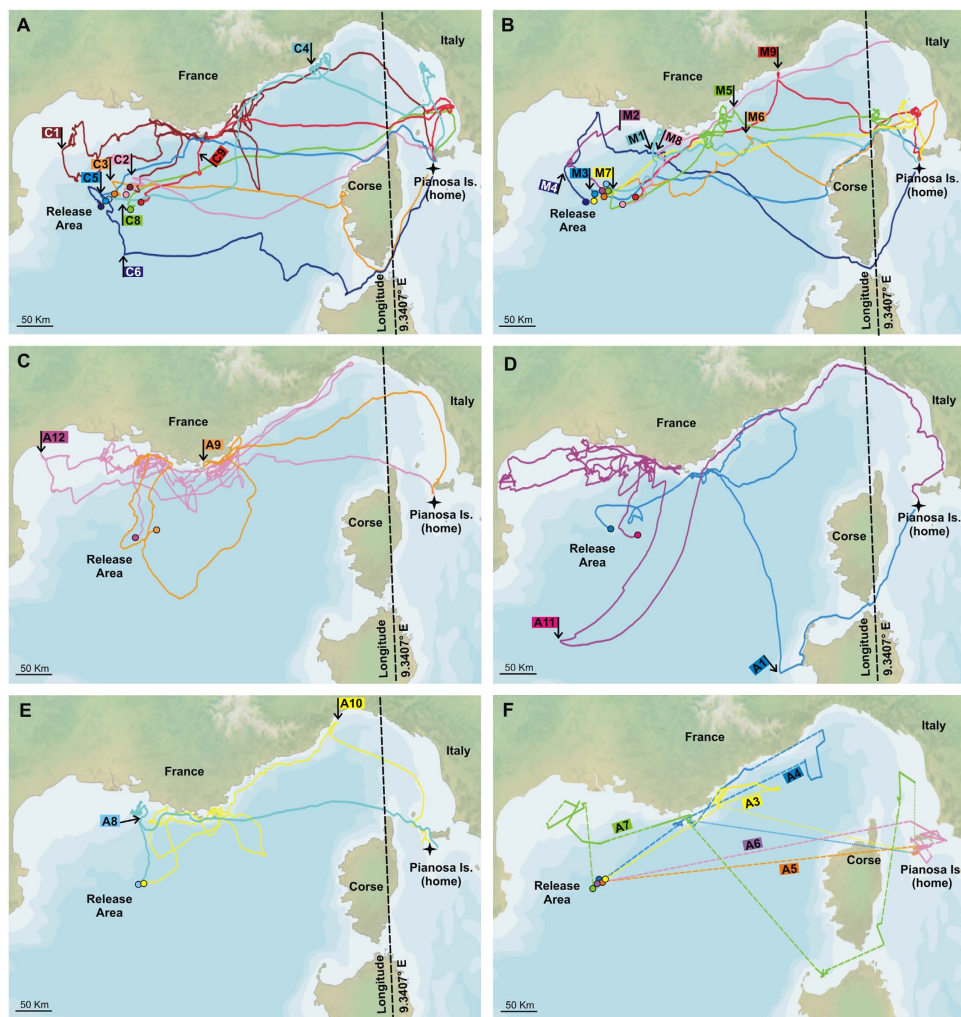 A
C4
Italy
France
C1
C3
C2
C5
C9
Release
Area
C8
C6
Corse
Pianosa Is.
(home)
Longitude
9.3407° E
50 Km
B
M9
Italy
France
M5
M2
M6
M1
M8
M3
M7
M4
Release
Area
Corse
Pianosa Is.
(home)
Longitude
9.3407° E
50 Km
C
Italy
France
A12
A9
Corse
Pianosa Is.
(home)
Release
Area
Longitude
9.3407° E
50 Km
D
Italy
France
Corse
Pianosa Is.
(home)
Release
Area
A11
A1
Longitude
9.3407° E
50 Km
E
A10
Italy
France
A8
Pianosa Is.
(home)
Release
Area
Corse
Longitude
9.3407° E
50 Km
F
Italy
France
A4
A3
A7
A6
A5
Corse
Pianosa Is.
(home)
Release
Area
50 Km